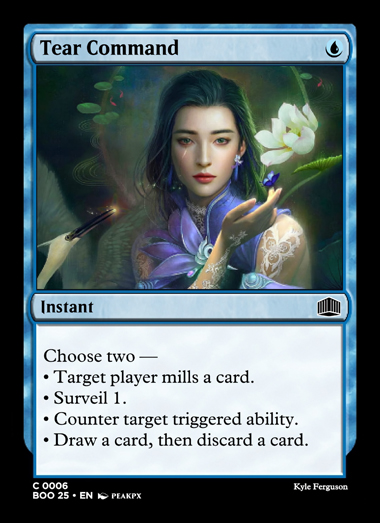 Tear Command
Instant
Choose two —
• Target player mills a card.
• Surveil 1.
• Counter target triggered ability.
• Draw a card, then discard a card.
C 0006
Kyle Ferguson
BOO 25 • EN PEAKPX